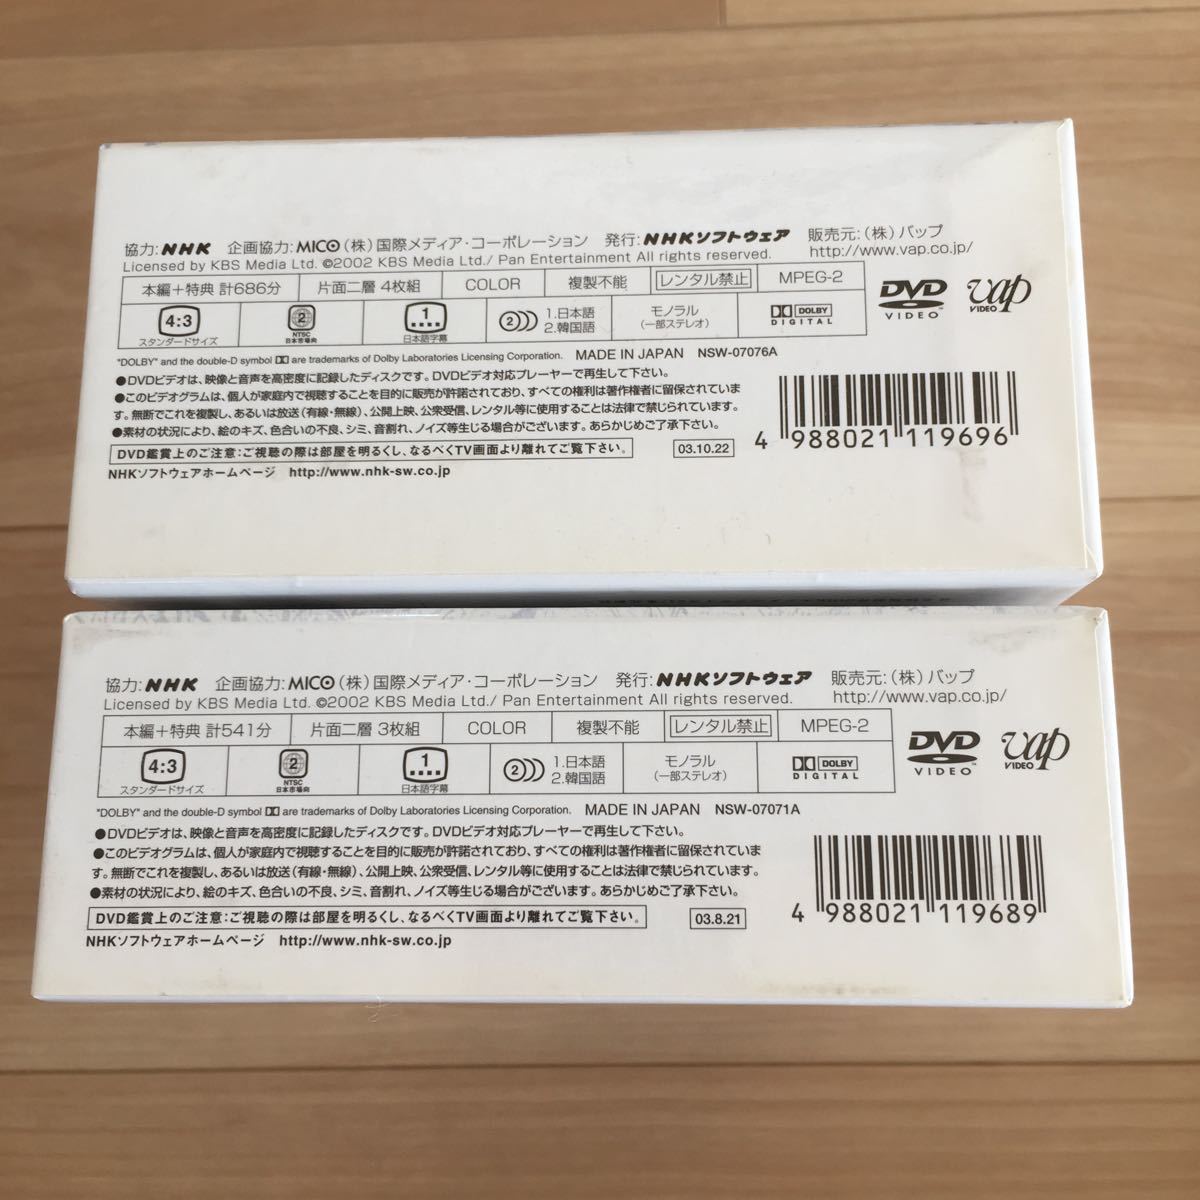 協力:NHK 企画協力:MICO(株)国際メディア・コーポレーション 発行:NHKソフトウェア 販売元:(株)バップ
Licensed by KBS Media Ltd. ©2002 KBS Media Ltd./ Pan Entertainment All rights reserved. http://www.vap.co.jp/
本編+特典 計686分 片面二層 4枚組 COLOR 複製不能 レンタル禁止 MPEG-2
DVD VIDEO vap VIDEO
4:3 スタンダードサイズ 2 NTSC 日本市場向 1 日本語字幕 2 1.日本語 2.韓国語 モノラル (一部ステレオ) DOLBY DIGITAL
"DOLBY" and the double-D symbol are trademarks of Dolby Laboratories Licensing Corporation. MADE IN JAPAN NSW-07076A
●DVDビデオは、映像と音声を高密度に記録したディスクです。DVDビデオ対応プレーヤーで再生して下さい。
●このビデオグラムは、個人が家庭内で視聴することを目的に販売が許諾されており、すべての権利は著作権者に留保されていま
す。無断でこれを複製し、あるいは放送(有線・無線)、公開上映、公衆受信、レンタル等に使用することは法律で禁じられています。
●素材の状況により、絵のキズ、色合いの不良、シミ、音割れ、ノイズ等生じる場合がございます。あらかじめご了承下さい。
DVD鑑賞上のご注意:ご視聴の際は部屋を明るくし、なるべくTV画面より離れてご覧下さい。 03.10.22
NHKソフトウェアホームページ http://www.nhk-sw.co.jp
4 988021 119696
協力:NHK 企画協力:MICO(株)国際メディア・コーポレーション 発行:NHKソフトウェア 販売元:(株)バップ
Licensed by KBS Media Ltd. ©2002 KBS Media Ltd./ Pan Entertainment All rights reserved. http://www.vap.co.jp/
本編+特典 計541分 片面二層 3枚組 COLOR 複製不能 レンタル禁止 MPEG-2
DVD VIDEO vap VIDEO
4:3 スタンダードサイズ 2 NTSC 日本市場向 1 日本語字幕 2 1.日本語 2.韓国語 モノラル (一部ステレオ) DOLBY DIGITAL
"DOLBY" and the double-D symbol are trademarks of Dolby Laboratories Licensing Corporation. MADE IN JAPAN NSW-07071A
●DVDビデオは、映像と音声を高密度に記録したディスクです。DVDビデオ対応プレーヤーで再生して下さい。
●このビデオグラムは、個人が家庭内で視聴することを目的に販売が許諾されており、すべての権利は著作権者に留保されていま
す。無断でこれを複製し、あるいは放送(有線・無線)、公開上映、公衆受信、レンタル等に使用することは法律で禁じられています。
●素材の状況により、絵のキズ、色合いの不良、シミ、音割れ、ノイズ等生じる場合がございます。あらかじめご了承下さい。
DVD鑑賞上のご注意:ご視聴の際は部屋を明るくし、なるべくTV画面より離れてご覧下さい。 03.8.21
NHKソフトウェアホームページ http://www.nhk-sw.co.jp
4 988021 119689